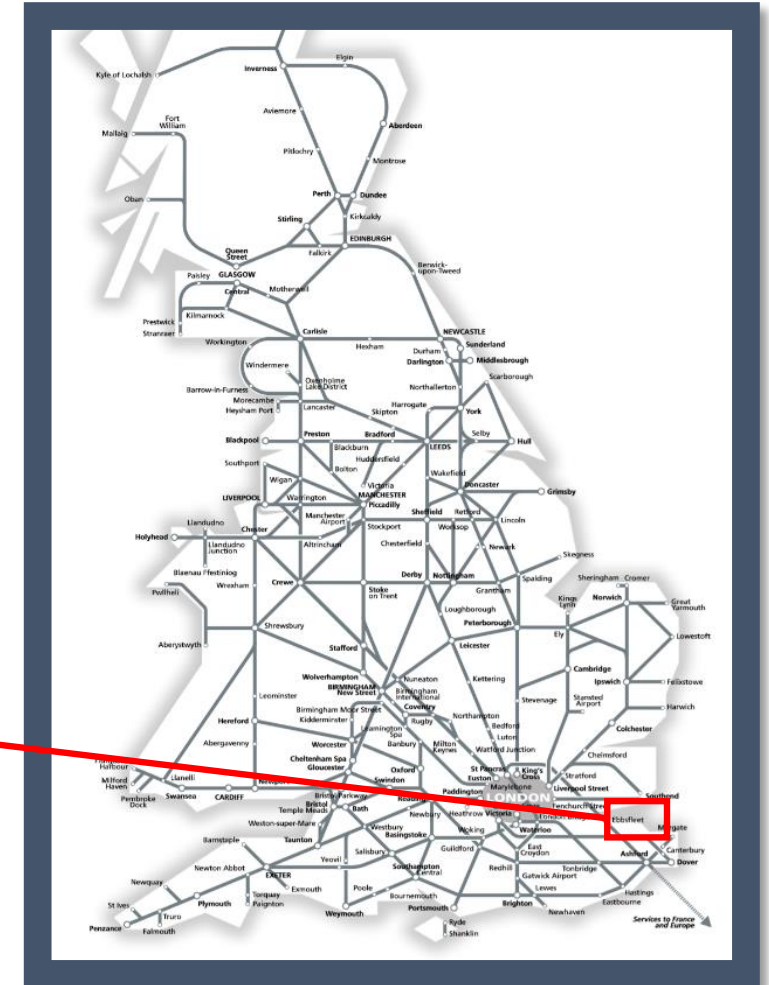 Elgin
Inverness
Kyle of Lochalsh
Aviemore
Fort
William
Mallaig
Aberdeen
Pitlochry
Montrose
Perth
Dundee
Oban
Stirling
Kirkcaldy
EDINBURGH
Queen
Street
Falkirk
Berwick-
upon-Tweed
Paisley
GLASGOW
Central
Motherwell
Kilmarnock
Prestwick
Stranraer
Carlisle
NEWCASTLE
Workington
Hexham
Sunderland
Durham
Darlington
Middlesbrough
Windermere
Oxenholme
Lake District
Scarborough
Barrow-in-Furness
Northallerton
Morecambe
Heysham Port
Lancaster
Harrogate
York
Skipton
Blackpool
Preston
Bradford
Selby
Hull
Blackburn
LEEDS
Huddersfield
Southport
Bolton
Wakefield
Wigan
Victoria
MANCHESTER
Piccadilly
Doncaster
Grimsby
LIVERPOOL
Warrington
Manchester
Airport
Sheffield
Retford
Lincoln
Llandudno
Chester
Stockport
Worksop
Holyhead
Llandudno
Junction
Altrincham
Chesterfield
Newark
Skegness
Blaenau Ffestiniog
Wrexham
Crewe
Derby
Nottingham
Sheringham
Cromer
Pwllheli
Stoke
on Trent
Grantham
Spalding
Kings
Lynn
Norwich
Great
Yarmouth
Loughborough
Shrewsbury
Peterborough
Ely
Lowestoft
Aberystwyth
Stafford
Leicester
Wolverhampton
Cambridge
BIRMINGHAM
New Street
Nuneaton
Kettering
Ipswich
Felixstowe
Birmingham
International
Leominster
Birmingham Moor Street
Coventry
Stevenage
Stansted
Airport
Harwich
Kidderminster
Rugby
Northampton
Hereford
Leamington
Spa
Bedford
Colchester
Abergavenny
Worcester
Banbury
Milton
Keynes
Luton
Watford Junction
Chelmsford
Cheltenham Spa
Gloucester
Oxford
St Pancras
King's
Cross
Stratford
Harbour
Euston
Milford
Haven
Llanelli
Swindon
Marylebone
Paddington
Liverpool Street
Southend
Pembroke
Dock
Swansea
CARDIFF
Bristol Parkway
Reading
LONDON
Fenchurch Street
Bristol
Temple Meads
Bath
Newbury
Heathrow
Victoria
Ebbsfleet
Weston-super-Mare
Waterloo
Margate
Westbury
Basingstoke
Woking
Barnstaple
Taunton
Guildford
East
Croydon
Canterbury
Yeovil
Salisbury
Ashford
Dover
Newton Abbot
EXETER
Southampton
Central
Redhill
Tonbridge
Gatwick Airport
Newquay
Exmouth
Poole
Lewes
Hastings
Torquay
Paignton
Bournemouth
Eastbourne
St Ives
Plymouth
Portsmouth
Brighton
Newhaven
Truro
Weymouth
Ryde
Services to France
and Europe
Penzance
Falmouth
Shanklin